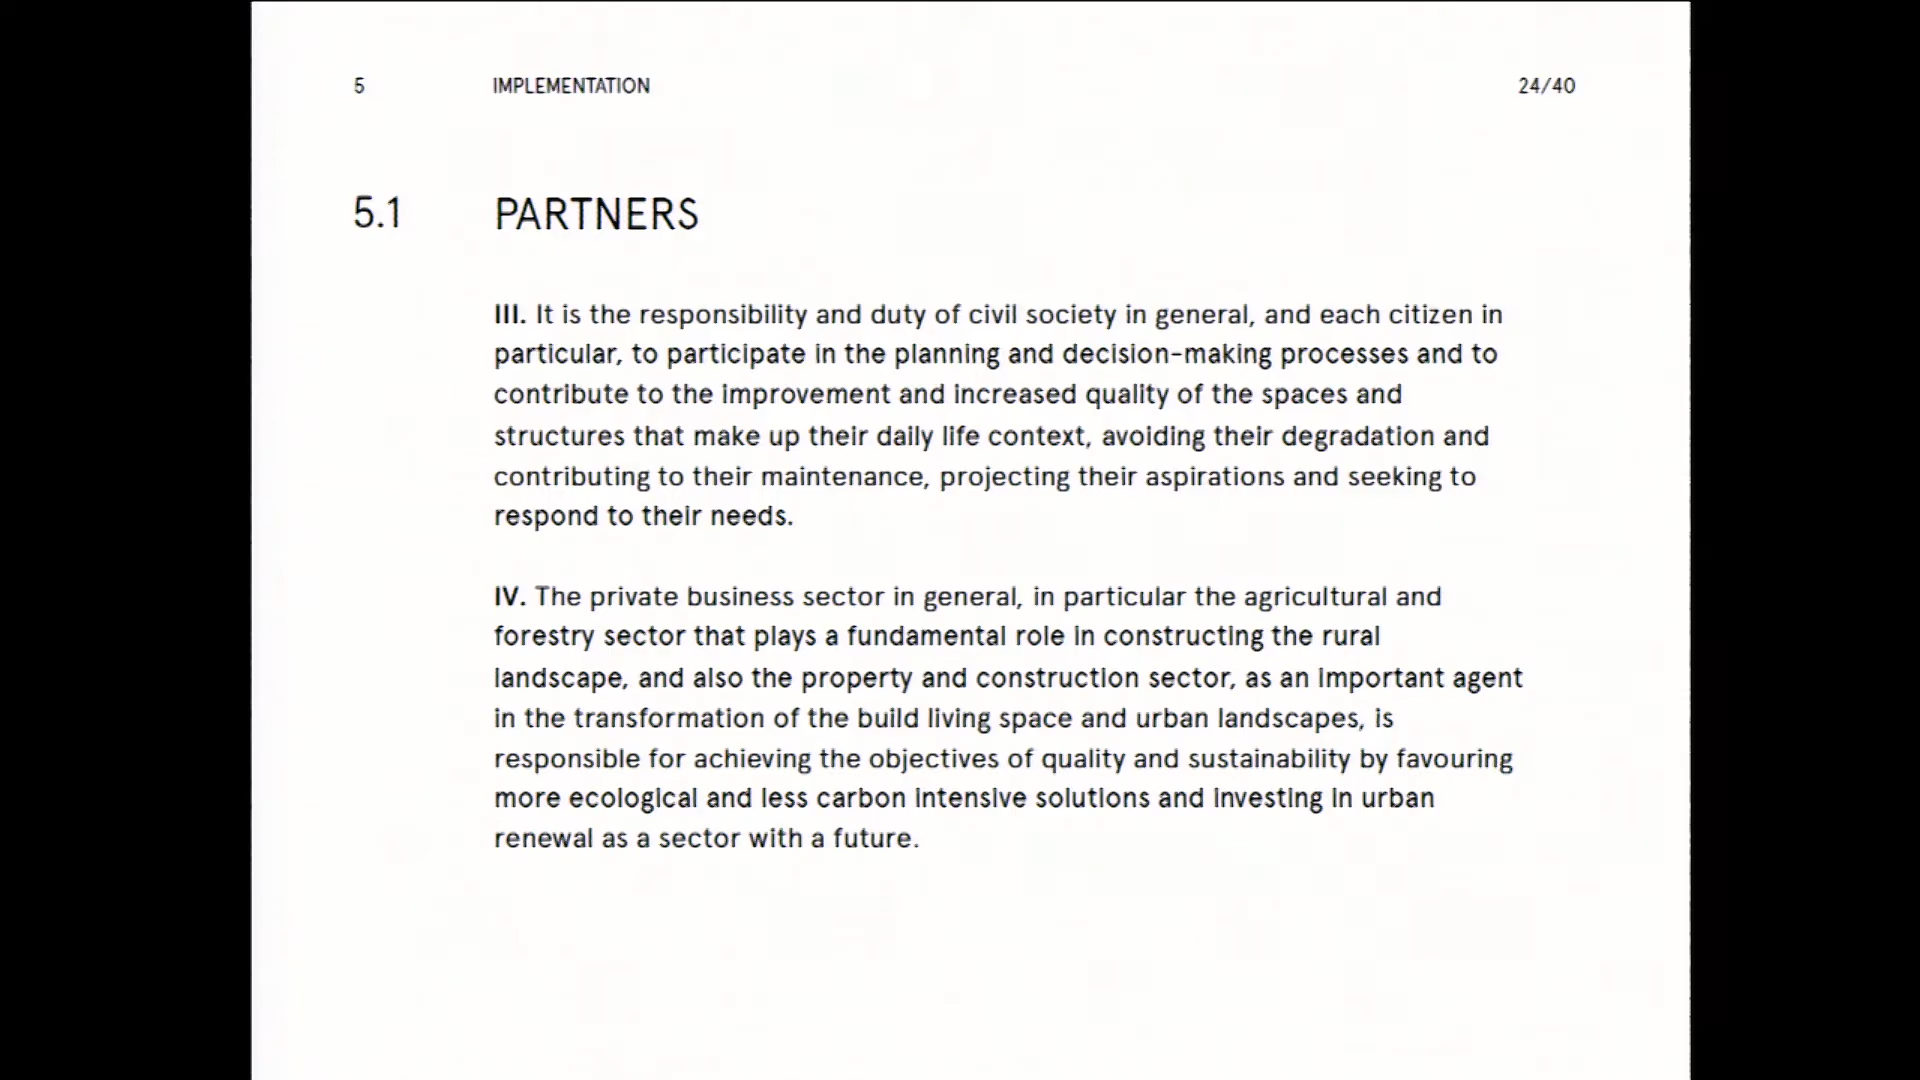 5 IMPLEMENTATION 24/40
5.1 PARTNERS
III. It is the responsibility and duty of civil society in general, and each citizen in
particular, to participate in the planning and decision-making processes and to
contribute to the improvement and increased quality of the spaces and
structures that make up their daily life context, avoiding their degradation and
contributing to their maintenance, projecting their aspirations and seeking to
respond to their needs.
IV. The private business sector in general, in particular the agricultural and
forestry sector that plays a fundamental role in constructing the rural
landscape, and also the property and construction sector, as an important agent
in the transformation of the build living space and urban landscapes, is
responsible for achieving the objectives of quality and sustainability by favouring
more ecological and less carbon intensive solutions and investing in urban
renewal as a sector with a future.